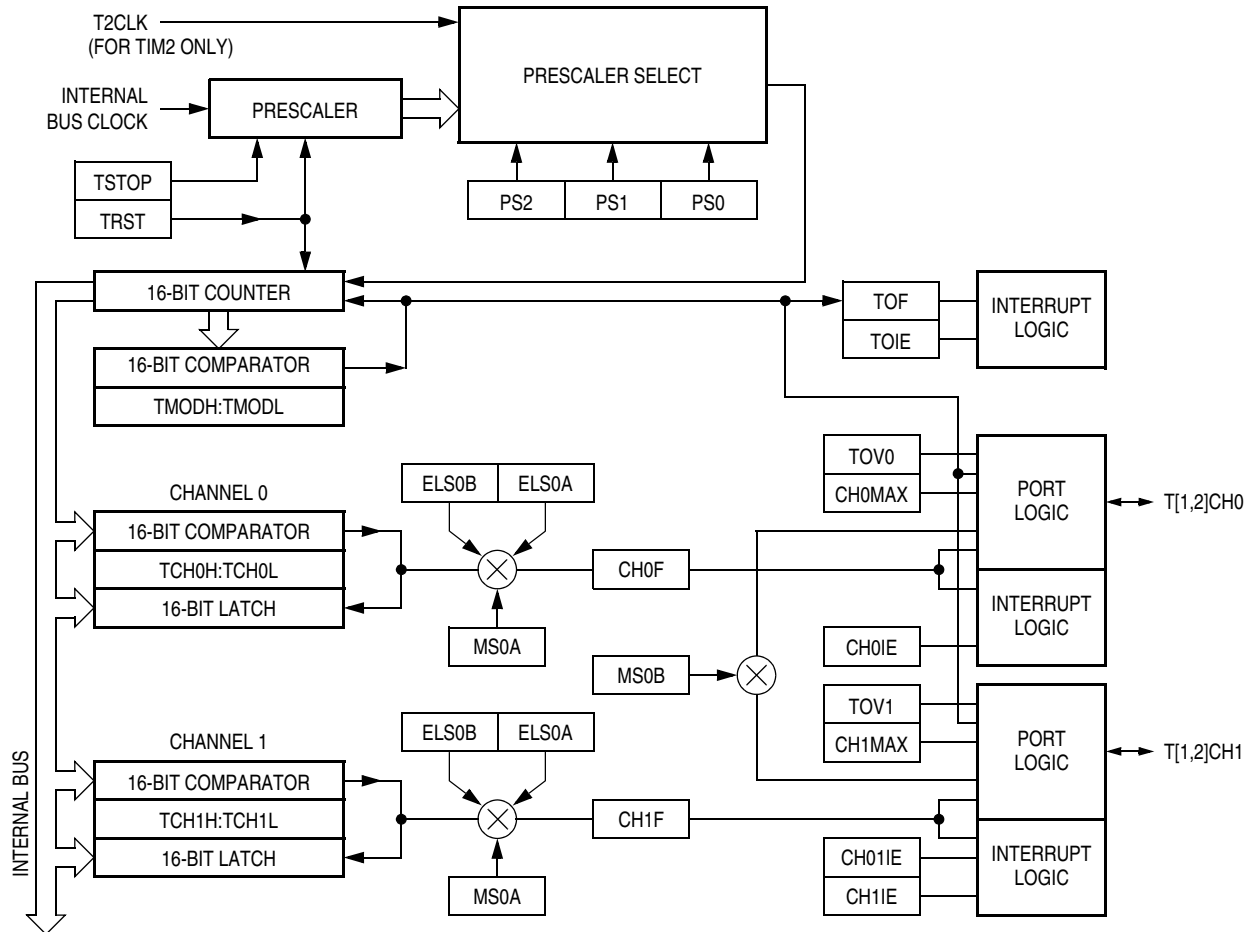 T2CLK
(FOR TIM2 ONLY)
PRESCALER SELECT
INTERNAL
BUS CLOCK
PRESCALER
TSTOP
TRST
PS2
PS1
PS0
16-BIT COUNTER
TOF
TOIE
INTERRUPT
LOGIC
16-BIT COMPARATOR
TMODH:TMODL
TOV0
CH0MAX
PORT
LOGIC
T[1,2]CH0
CHANNEL 0
ELS0B
ELS0A
16-BIT COMPARATOR
TCH0H:TCH0L
16-BIT LATCH
CH0F
MS0A
INTERRUPT
LOGIC
CH0IE
MS0B
TOV1
CH1MAX
PORT
LOGIC
T[1,2]CH1
CHANNEL 1
ELS0B
ELS0A
16-BIT COMPARATOR
TCH1H:TCH1L
16-BIT LATCH
CH1F
MS0A
CH01IE
CH1IE
INTERRUPT
LOGIC
INTERNAL BUS